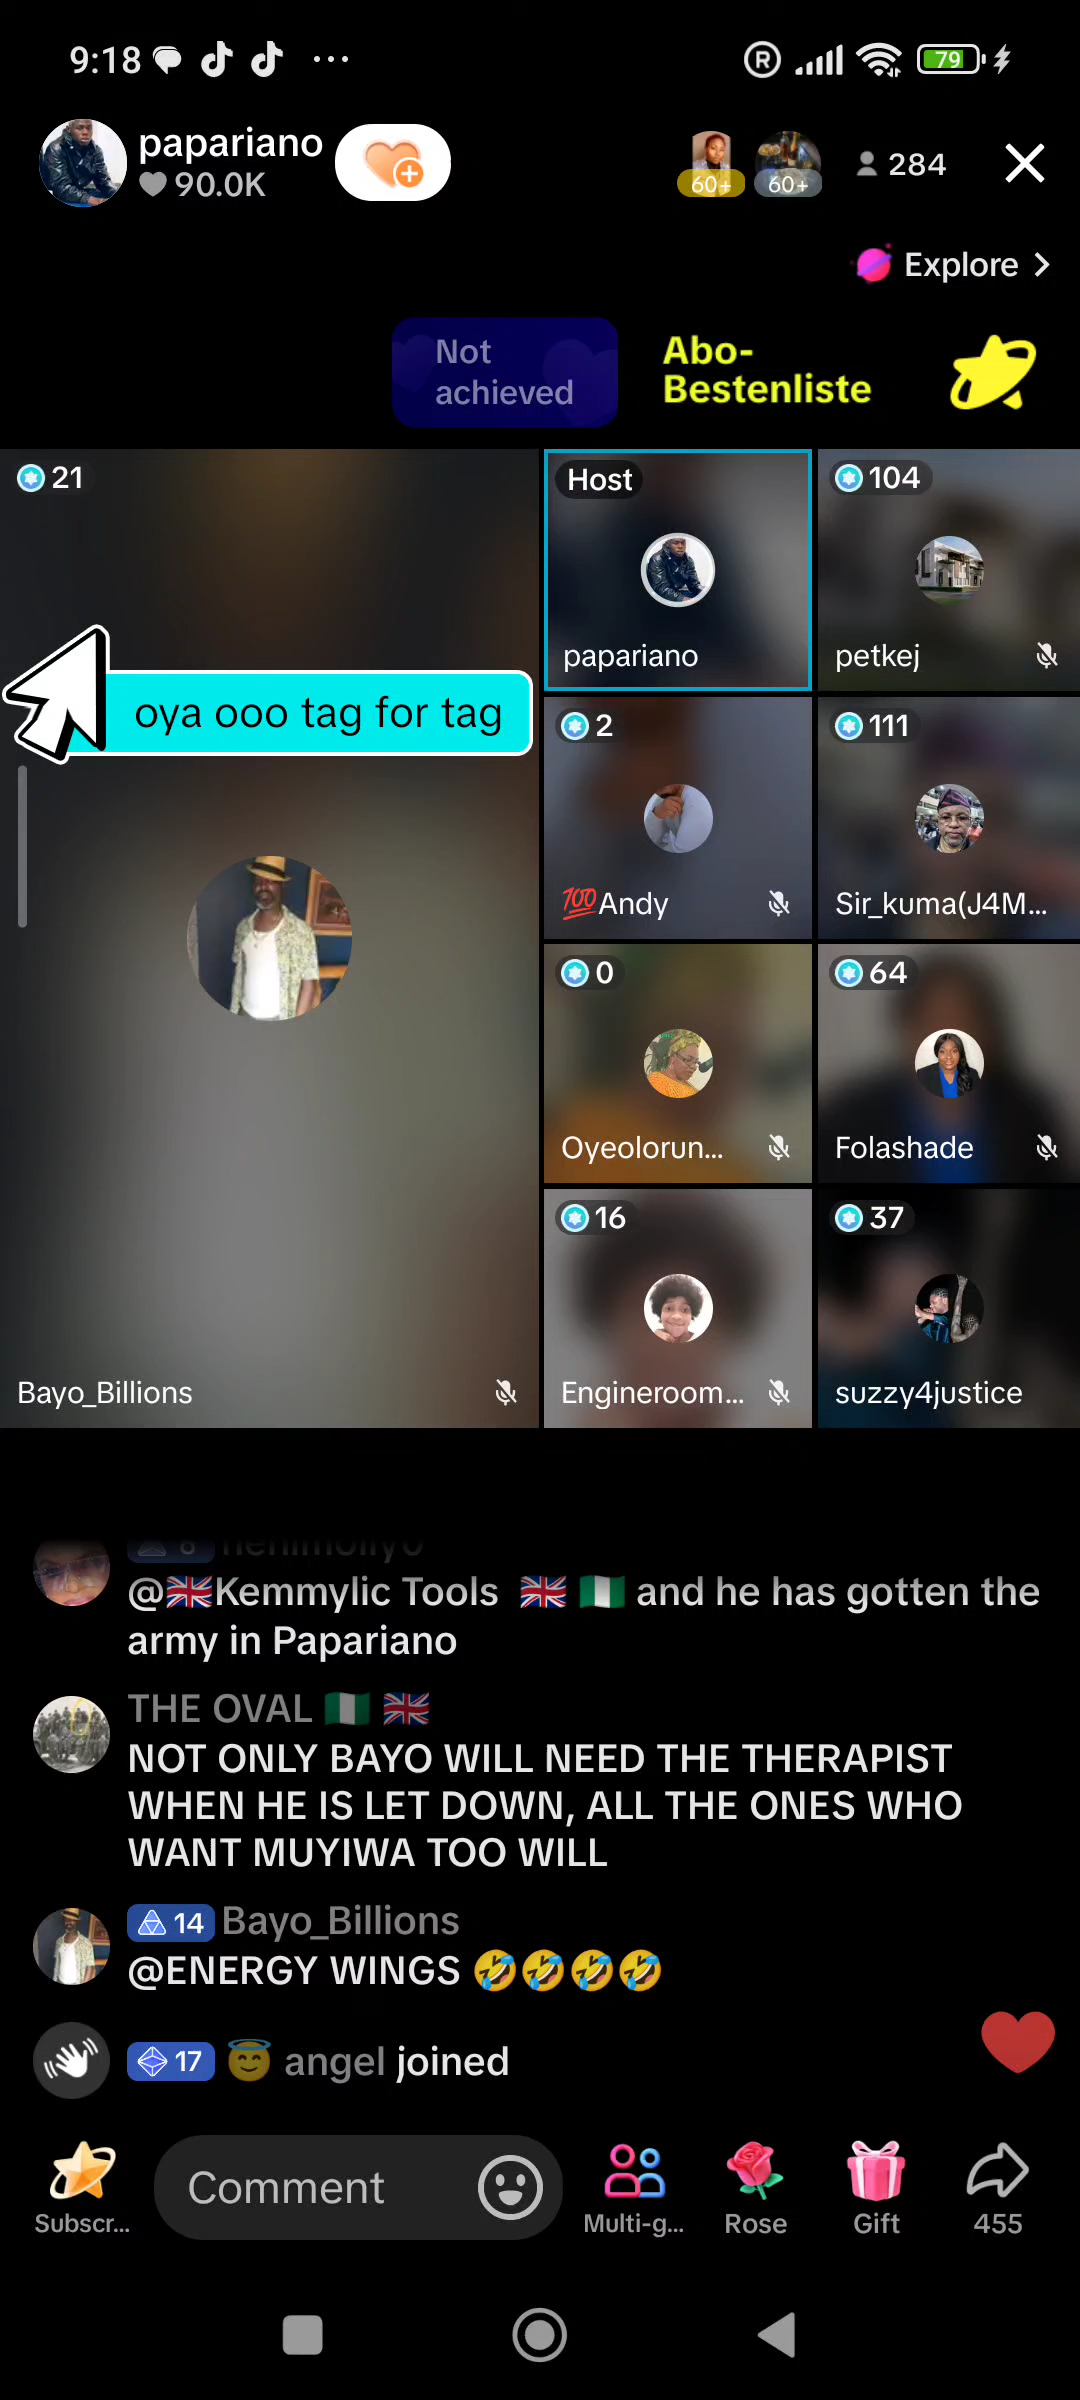 9:18
R
79
papariano
90.0K
60+
60+
284
Explore
Not
achieved
Abo-
Bestenliste
21
Host
papariano
104
petkej
oya ooo tag for tag
2
💯Andy
111
Sir_kuma(J4M...
0
Oyeolorun...
64
Folashade
16
Engineroom...
37
suzzy4justice
Bayo_Billions
@🇬🇧Kemmylic Tools 🇬🇧 🇳🇬 and he has gotten the
army in Papariano
THE OVAL 🇳🇬 🇬🇧
NOT ONLY BAYO WILL NEED THE THERAPIST
WHEN HE IS LET DOWN, ALL THE ONES WHO
WANT MUYIWA TOO WILL
14 Bayo_Billions
@ENERGY WINGS 🤣🤣🤣🤣
17 😇 angel joined
Comment
Subscr...
Multi-g...
Rose
Gift
455